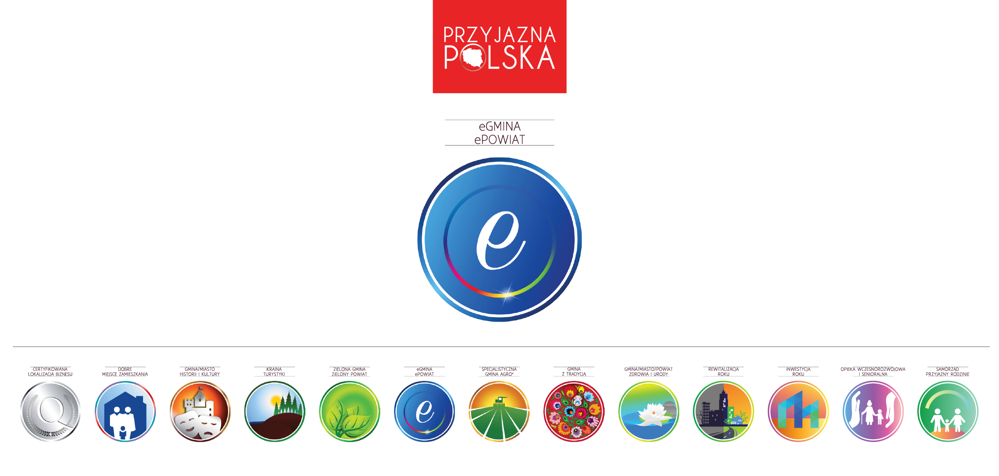 PRZYJAZNA
POLSKA
eGMINA
ePOWIAT
e
CERTYFIKOWANA
LOKALIZACJA BIZNESU
Q
DOBRE
MIEJSCE ZAMIESZKANIA
GMINA/MIASTO
HISTORII I KULTURY
KRAINA
TURYSTYKI
ZIELONA GMINA
ZIELONY POWIAT
eGMINA
ePOWIAT
e
SPECJALISTYCZNA
GMINA AGRO"
GMINA
Z TRADYCJĄ
GMINA/MIASTO/POWIAT
ZDROWIA I URODY
REWITALIZACJA
ROKU
INWESTYCJA
ROKU
OPIEKA WCZESNOROZWOJOWA
I SENIORALNA
SAMORZĄD
PRZYJAZNY RODZINIE